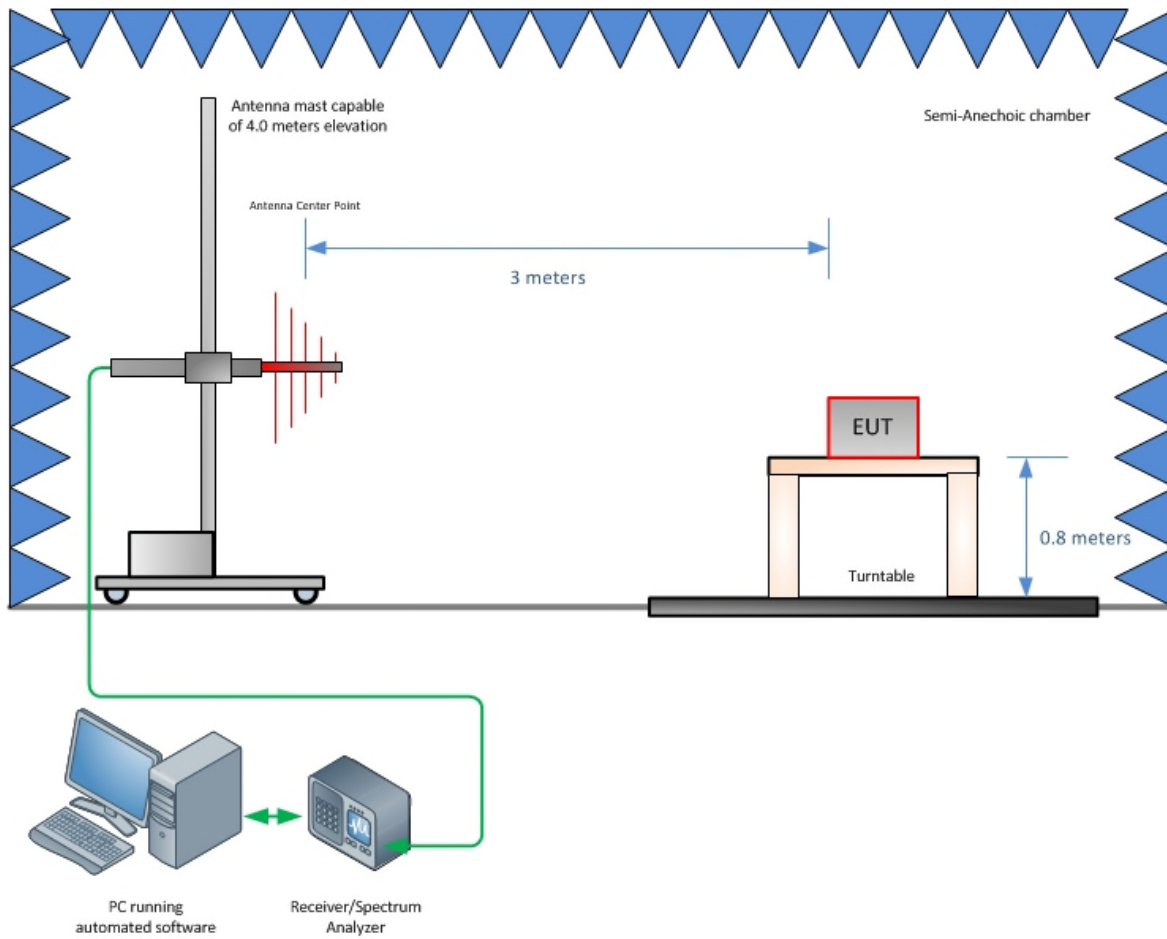 Antenna mast capable
of 4.0 meters elevation
Semi-Anechoic chamber
Antenna Center Point
3 meters
EUT
0.8 meters
Turntable
PC running
automated software
Receiver/Spectrum
Analyzer